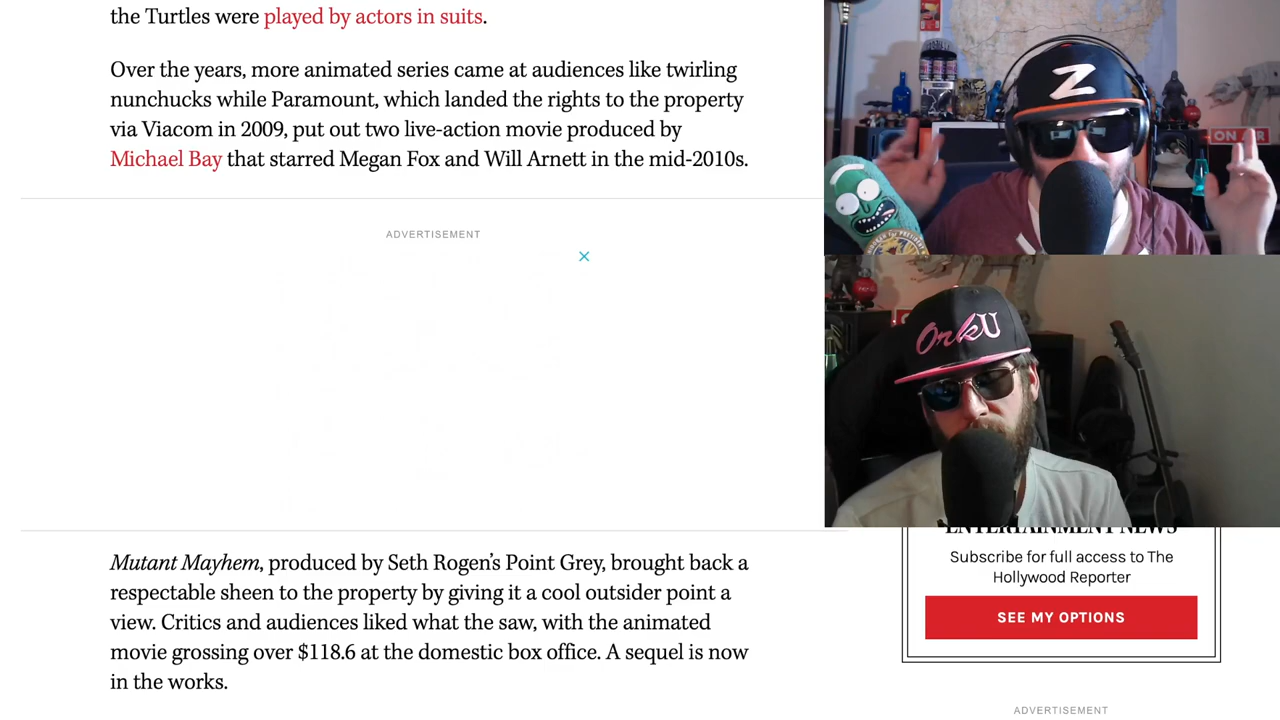 the Turtles were played by actors in suits.
Over the years, more animated series came at audiences like twirling
nunchucks while Paramount, which landed the rights to the property
via Viacom in 2009, put out two live-action movie produced by
Michael Bay that starred Megan Fox and Will Arnett in the mid-2010s.
ADVERTISEMENT
Mutant Mayhem, produced by Seth Rogen’s Point Grey, brought back a
respectable sheen to the property by giving it a cool outsider point a
view. Critics and audiences liked what the saw, with the animated
movie grossing over $118.6 at the domestic box office. A sequel is now
in the works.
Z
ON AIR
OrkU
ENTERTAINMENT NEWS
Subscribe for full access to The
Hollywood Reporter
SEE MY OPTIONS
ADVERTISEMENT